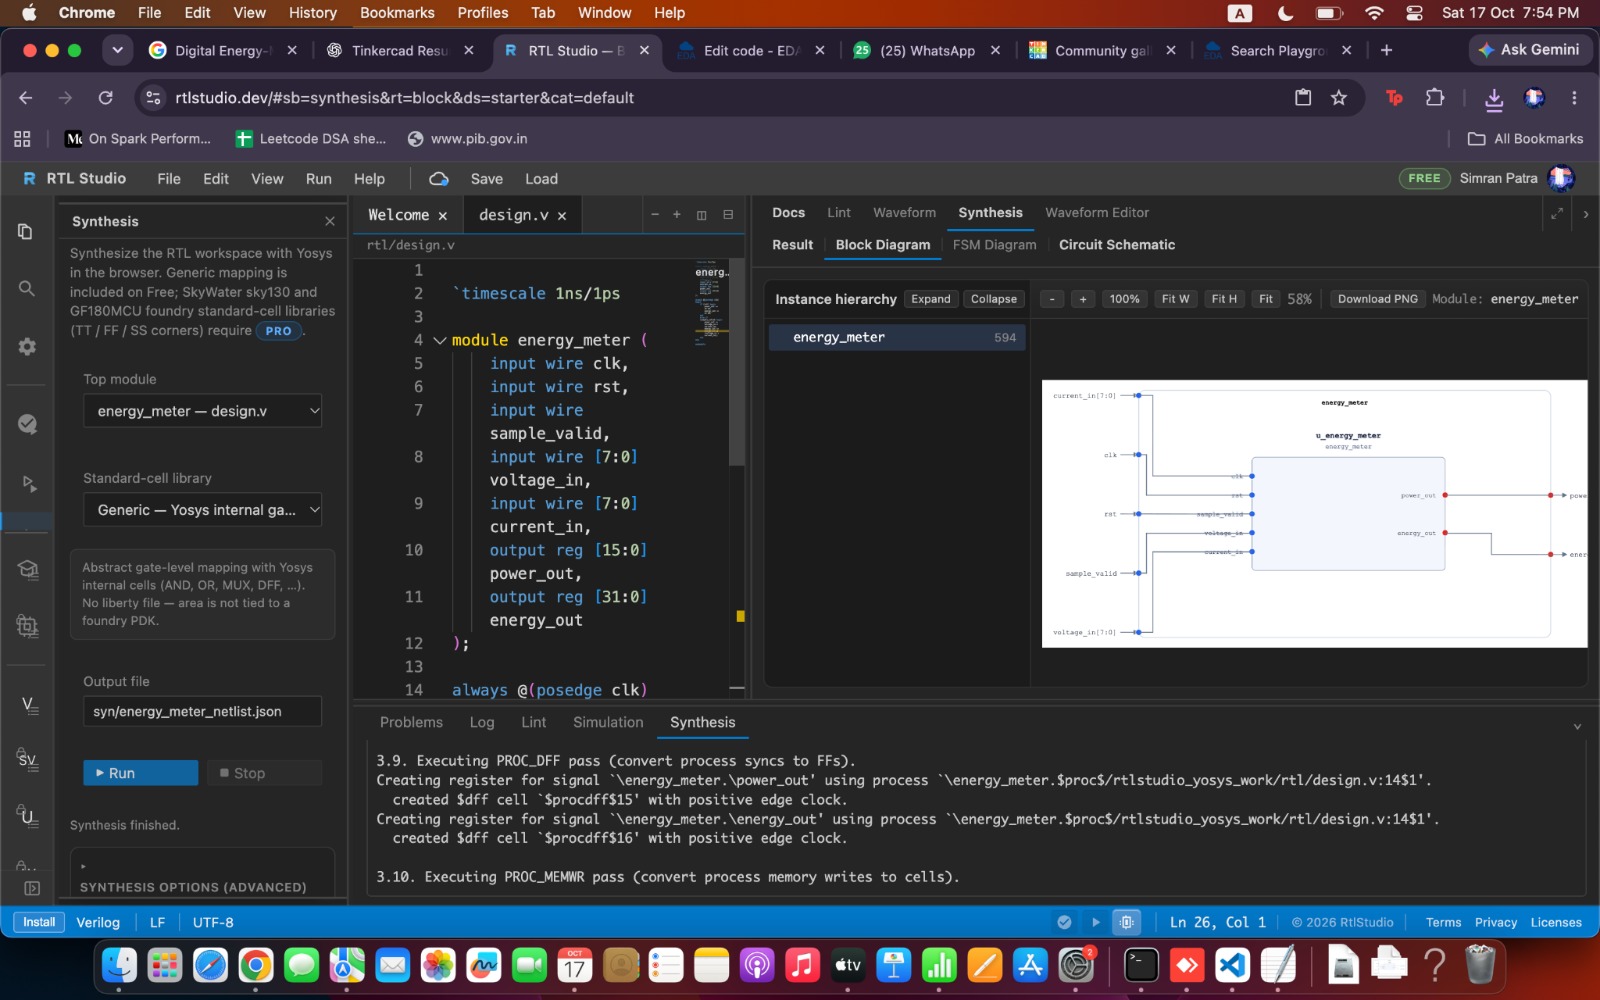 Chrome File Edit View History Bookmarks Profiles Tab Window Help A Sat 17 Oct 7:54 PM
Digital Energy- Tinkercad Resu RTL Studio — B Edit code - EDA (25) WhatsApp Community gal Search Playgro Ask Gemini
rtlstudio.dev/#sb=synthesis&rt=block&ds=starter&cat=default
On Spark Perform... Leetcode DSA she... www.pib.gov.in All Bookmarks
R RTL Studio File Edit View Run Help Save Load FREE Simran Patra
Synthesis
Synthesize the RTL workspace with Yosys
in the browser. Generic mapping is
included on Free; SkyWater sky130 and
GF180MCU foundry standard-cell libraries
(TT / FF / SS corners) require PRO.
Top module
energy_meter — design.v
Standard-cell library
Generic — Yosys internal ga...
Abstract gate-level mapping with Yosys
internal cells (AND, OR, MUX, DFF, ...).
No liberty file — area is not tied to a
foundry PDK.
Output file
syn/energy_meter_netlist.json
Run Stop
Synthesis finished.
SYNTHESIS OPTIONS (ADVANCED)
Welcome design.v
rtl/design.v
1
2 `timescale 1ns/1ps
3
4 module energy_meter (
5 input wire clk,
6 input wire rst,
7 input wire
sample_valid,
8 input wire [7:0]
voltage_in,
9 input wire [7:0]
current_in,
10 output reg [15:0]
power_out,
11 output reg [31:0]
energy_out
12 );
13
14 always @(posedge clk)
energ..
Docs Lint Waveform Synthesis Waveform Editor
Result Block Diagram FSM Diagram Circuit Schematic
Instance hierarchy Expand Collapse - + 100% Fit W Fit H Fit 58% Download PNG Module: energy_meter
energy_meter 594
current_in[7:0]
clk
rst
sample_valid
voltage_in[7:0]
energy_meter
u_energy_meter
energy_meter
clk
rst
sample_valid
voltage_in
current_in
power_out
energy_out
powe
ener
Problems Log Lint Simulation Synthesis
3.9. Executing PROC_DFF pass (convert process syncs to FFs).
Creating register for signal `\energy_meter.\power_out' using process `\energy_meter.$proc$/rtlstudio_yosys_work/rtl/design.v:14$1'.
created $dff cell `$procdff$15' with positive edge clock.
Creating register for signal `\energy_meter.\energy_out' using process `\energy_meter.$proc$/rtlstudio_yosys_work/rtl/design.v:14$1'.
created $dff cell `$procdff$16' with positive edge clock.
3.10. Executing PROC_MEMWR pass (convert process memory writes to cells).
Install Verilog LF UTF-8 Ln 26, Col 1 © 2026 RtlStudio Terms Privacy Licenses
OCT
17
tv
2